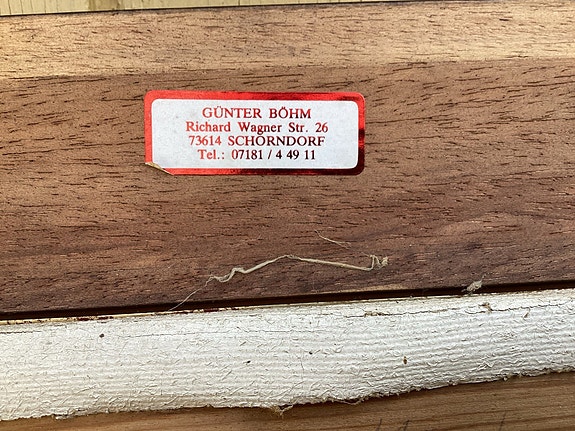 GÜNTER BÖHM
Richard Wagner Str. 26
73614 SCHORNDORF
Tel.: 07181 / 4 49 11